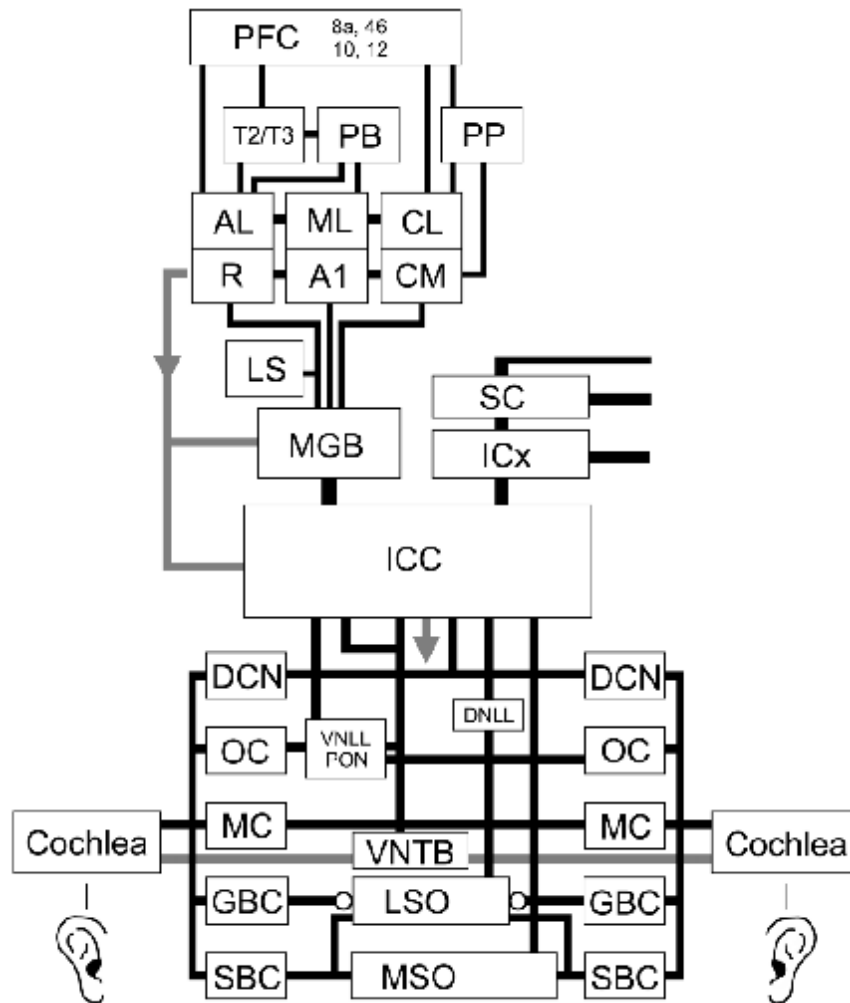 PFC 8a, 46
10, 12
T2/T3 PB PP
AL ML CL
R A1 CM
LS
SC
MGB
ICx
ICC
DCN DCN
DNLL
OC VNLL OC
PON
MC MC
Cochlea VNTB Cochlea
GBC LSO GBC
SBC MSO SBC